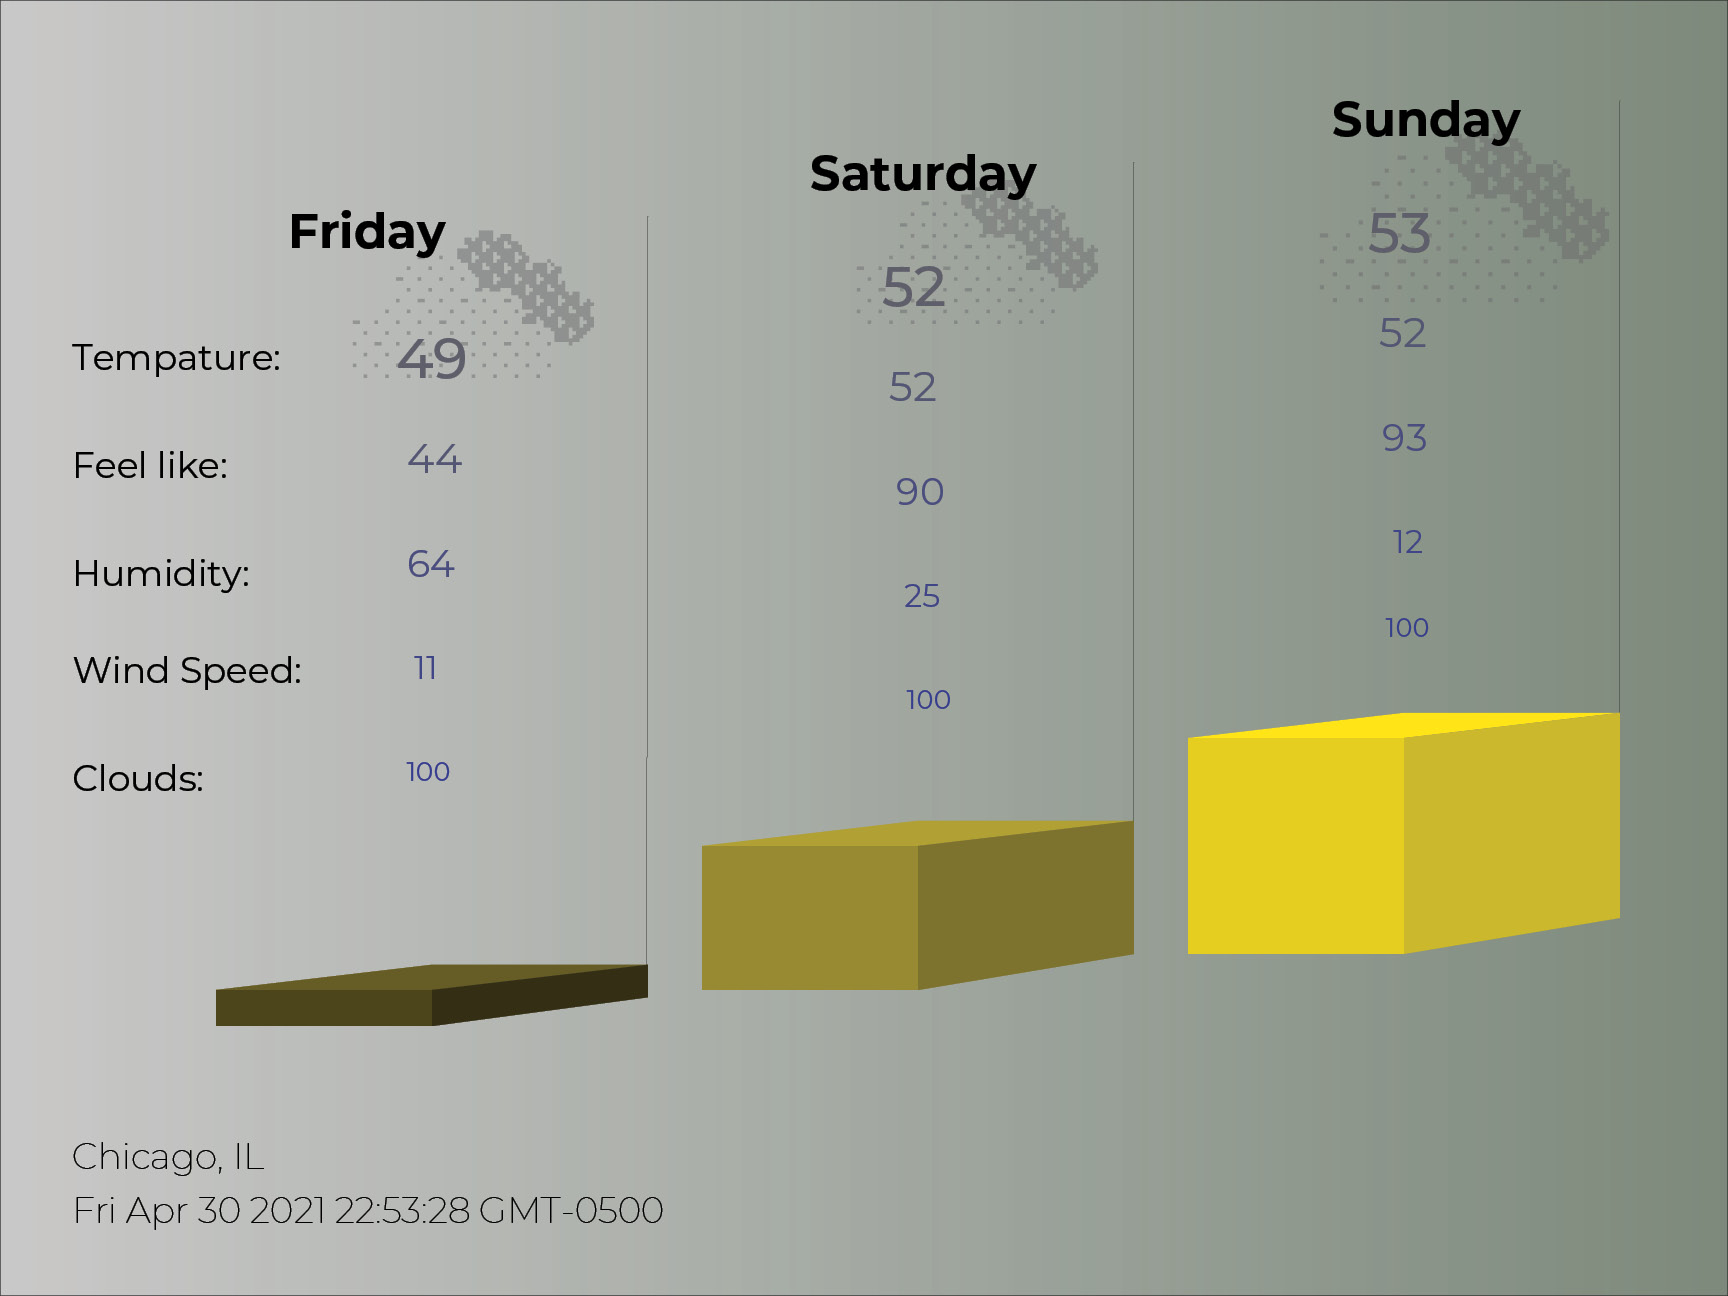 Friday
Saturday
Sunday
Tempature:
49
52
53
Feel like:
44
52
52
Humidity:
64
90
93
Wind Speed:
11
25
12
Clouds:
100
100
100
Chicago, IL
Fri Apr 30 2021 22:53:28 GMT-0500